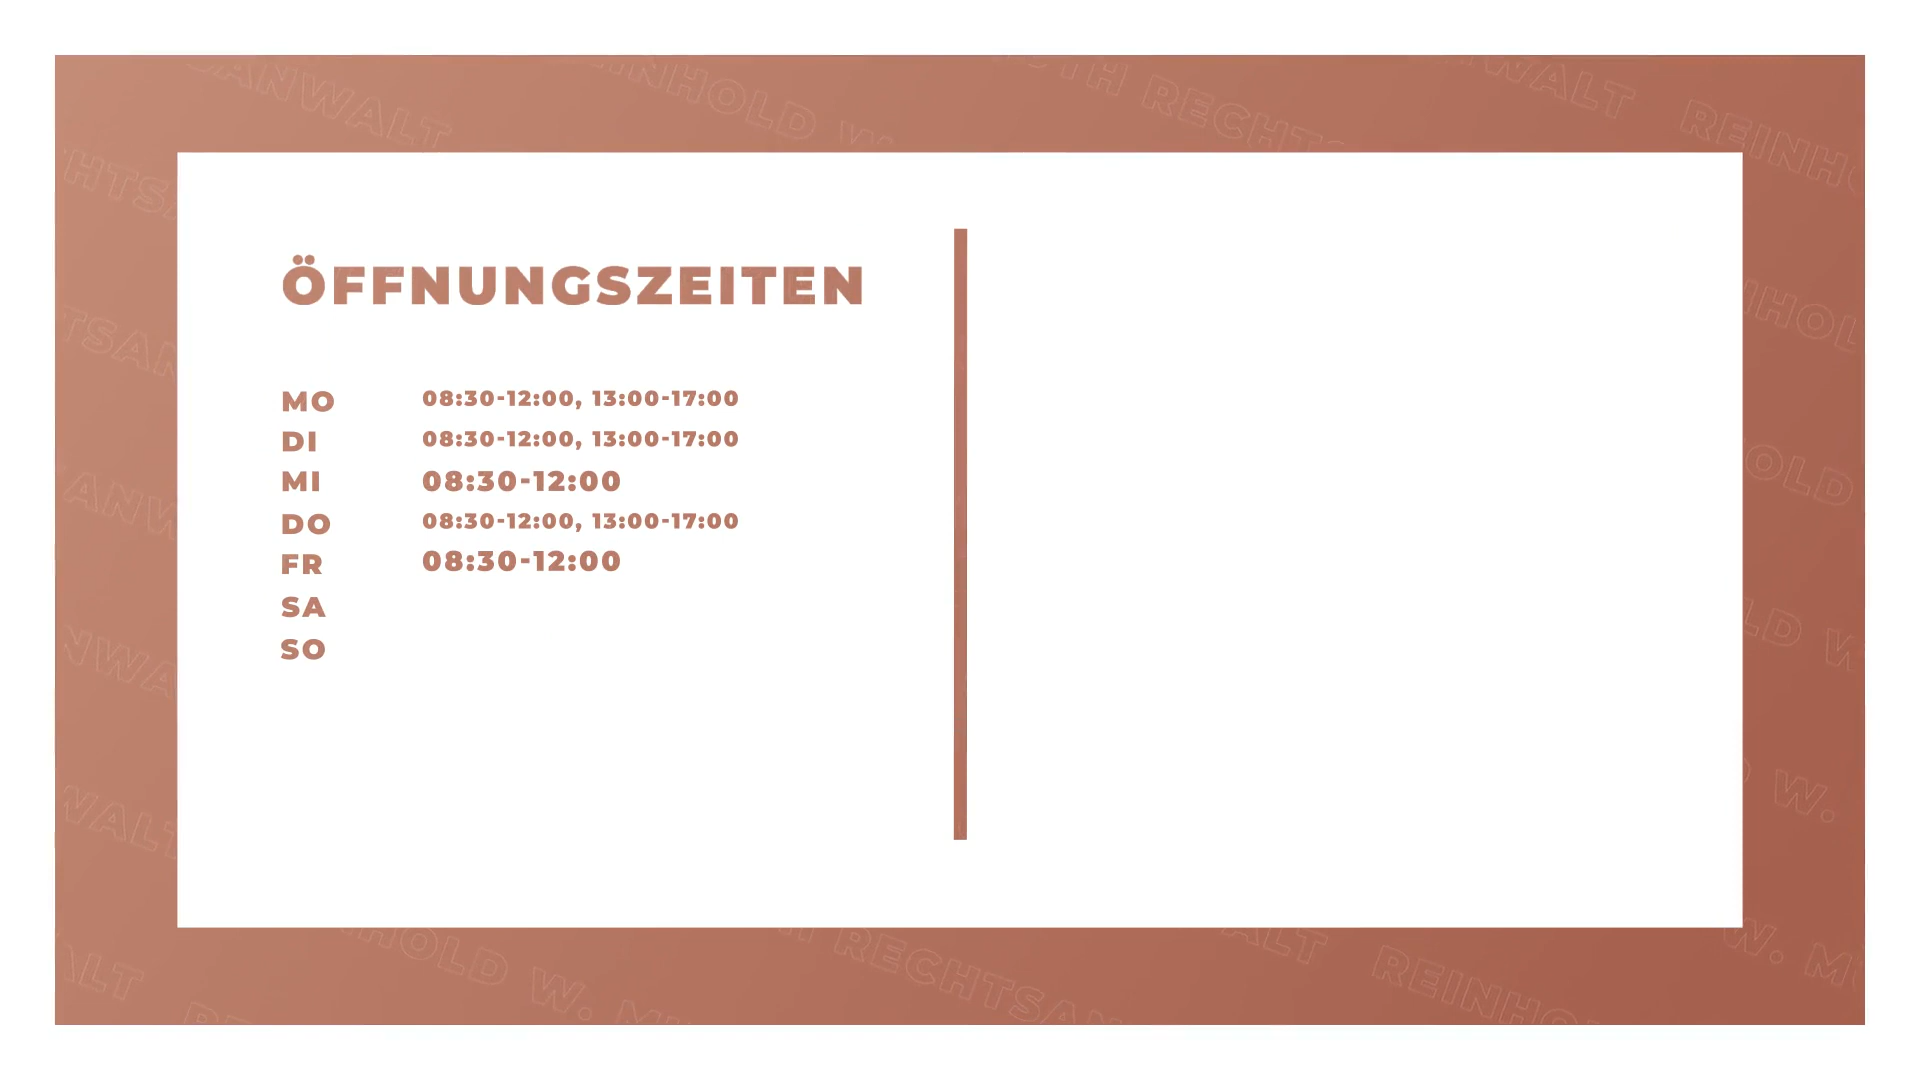 ÖFFNUNGSZEITEN
MO 08:30-12:00, 13:00-17:00
DI 08:30-12:00, 13:00-17:00
MI 08:30-12:00
DO 08:30-12:00, 13:00-17:00
FR 08:30-12:00
SA
SO